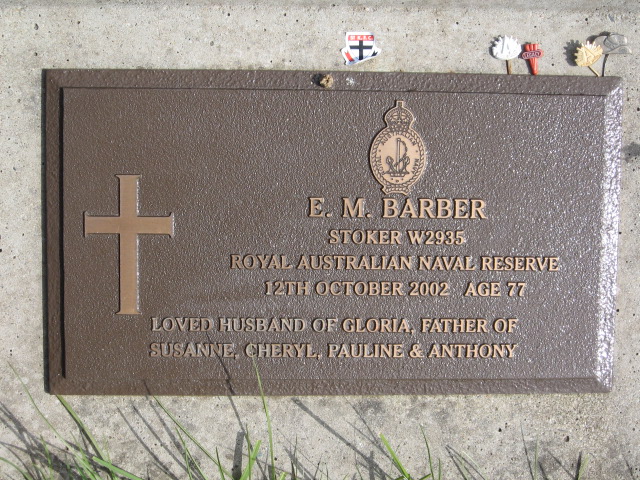 E. M. BARBER
STOKER W2935
ROYAL AUSTRALIAN NAVAL RESERVE
12TH OCTOBER 2002 AGE 77
LOVED HUSBAND OF GLORIA, FATHER OF
SUSANNE, CHERYL, PAULINE & ANTHONY